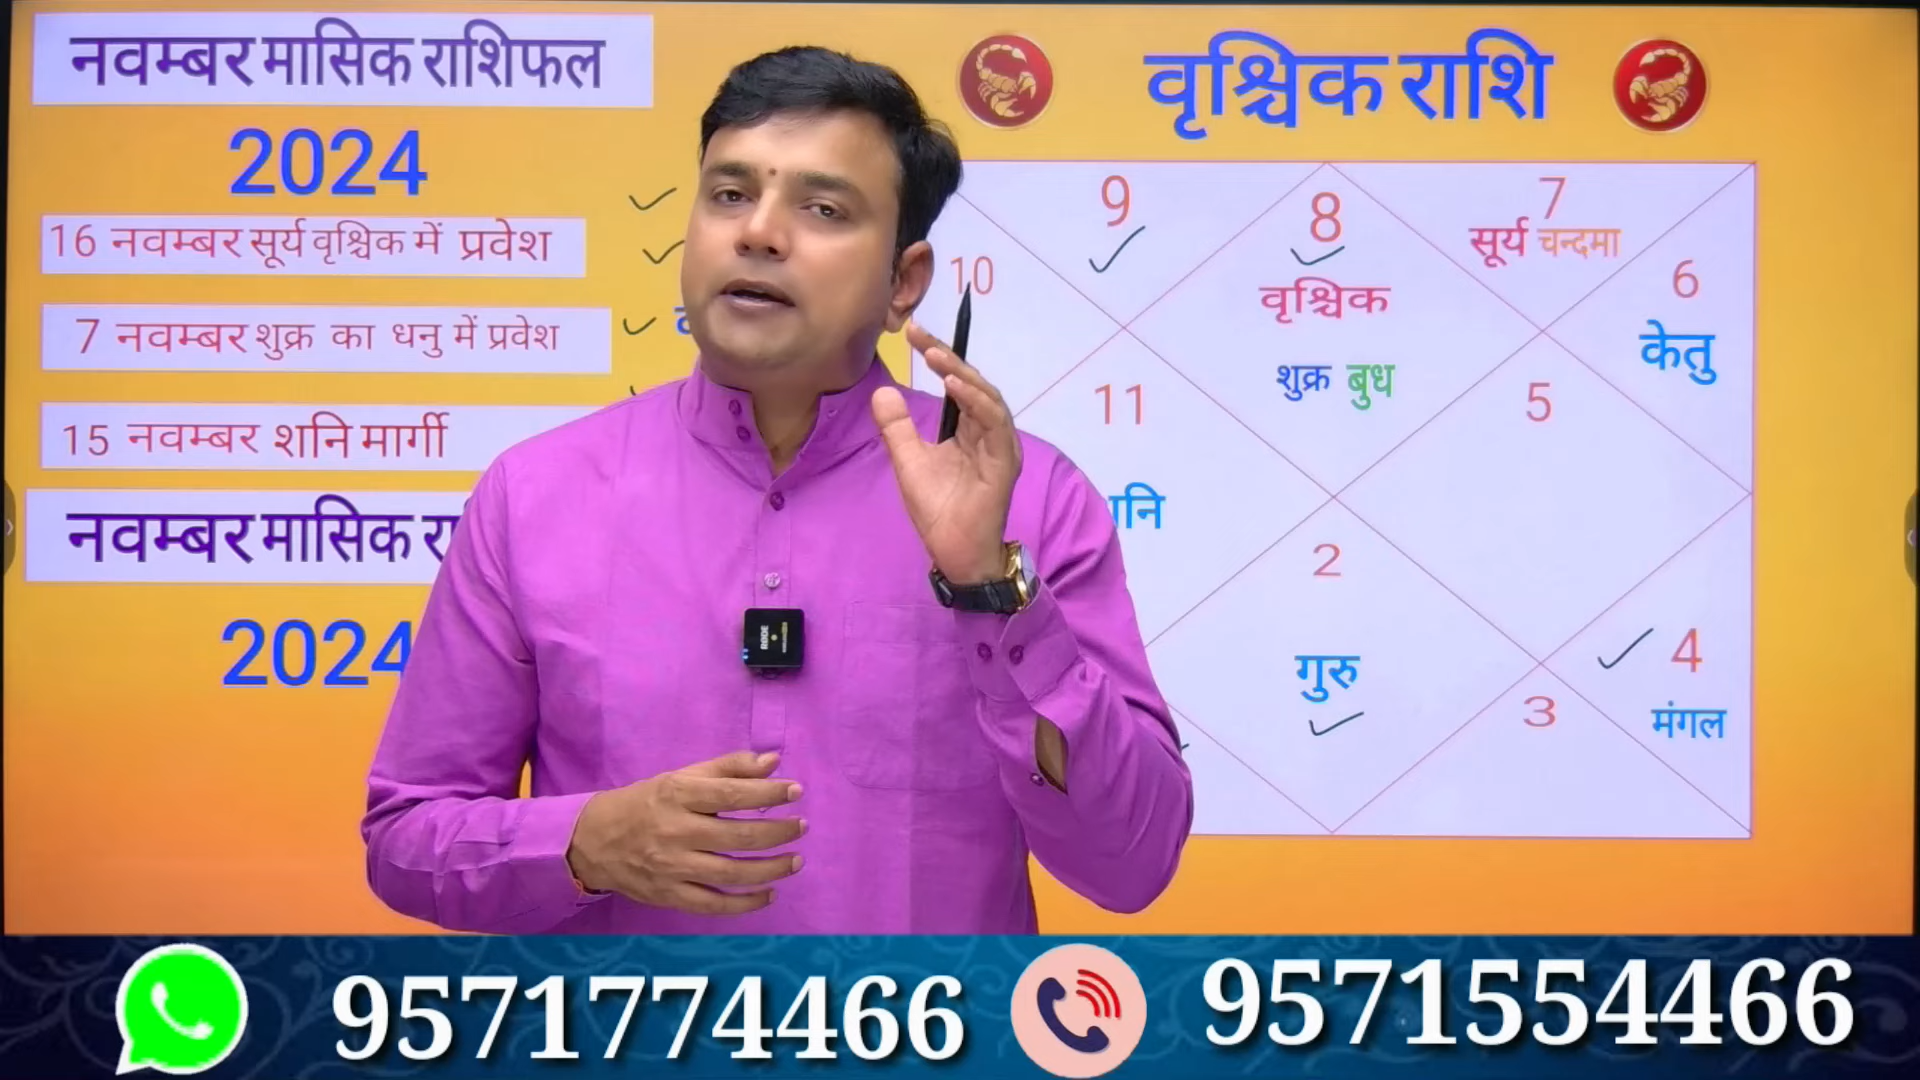 नवम्बर मासिक राशिफल
2024
16 नवम्बर सूर्य वृश्चिक में प्रवेश
7 नवम्बर शुक्र का धनु में प्रवेश
15 नवम्बर शनि मार्गी
नवम्बर मासिक
2024
वृश्चिक राशि
9
8
7
सूर्य चन्दमा
10
वृश्चिक
6
केतु
शुक्र बुध
11
5
2
गुरु
4
3
मंगल
RØDE
9571774466
9571554466